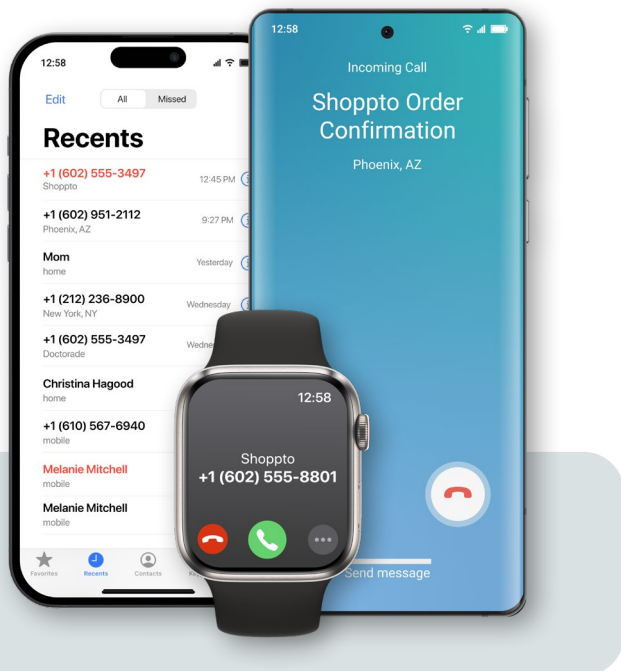 12:58
Edit
All
Missed
Recents
+1 (602) 555-3497
Shoppto
12:45 PM
+1 (602) 951-2112
Phoenix, AZ
9:27 PM
Mom
home
Yesterday
+1 (212) 236-8900
New York, NY
Wednesday
+1 (602) 555-3497
Doctorade
Christina Hagood
home
+1 (610) 567-6940
mobile
Melanie Mitchell
mobile
Melanie Mitchell
mobile
Favorites
Recents
Contacts
12:58
Incoming Call
Shoppto Order
Confirmation
Phoenix, AZ
Send message
12:58
Shoppto
+1 (602) 555-8801